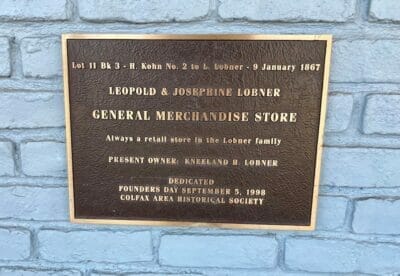 Lot 11 Bk 3 - H. Kohn No. 2 to L. Lobner - 9 January 1867
LEOPOLD & JOSEPHINE LOBNER
GENERAL MERCHANDISE STORE
Always a retail store in the Lobner family
PRESENT OWNER: KNEELAND H. LOBNER
DEDICATED
FOUNDERS DAY SEPTEMBER 5, 1998
COLFAX AREA HISTORICAL SOCIETY